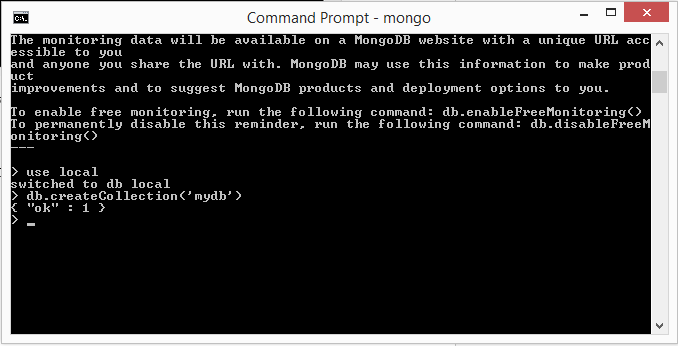 Command Prompt - mongo
The monitoring data will be available on a MongoDB website with a unique URL acc
essible to you
and anyone you share the URL with. MongoDB may use this information to make prod
uct
improvements and to suggest MongoDB products and deployment options to you.
To enable free monitoring, run the following command: db.enableFreeMonitoring()
To permanently disable this reminder, run the following command: db.disableFreeM
onitoring()
---
> use local
switched to db local
> db.createCollection('mydb')
{ "ok" : 1 }
> _